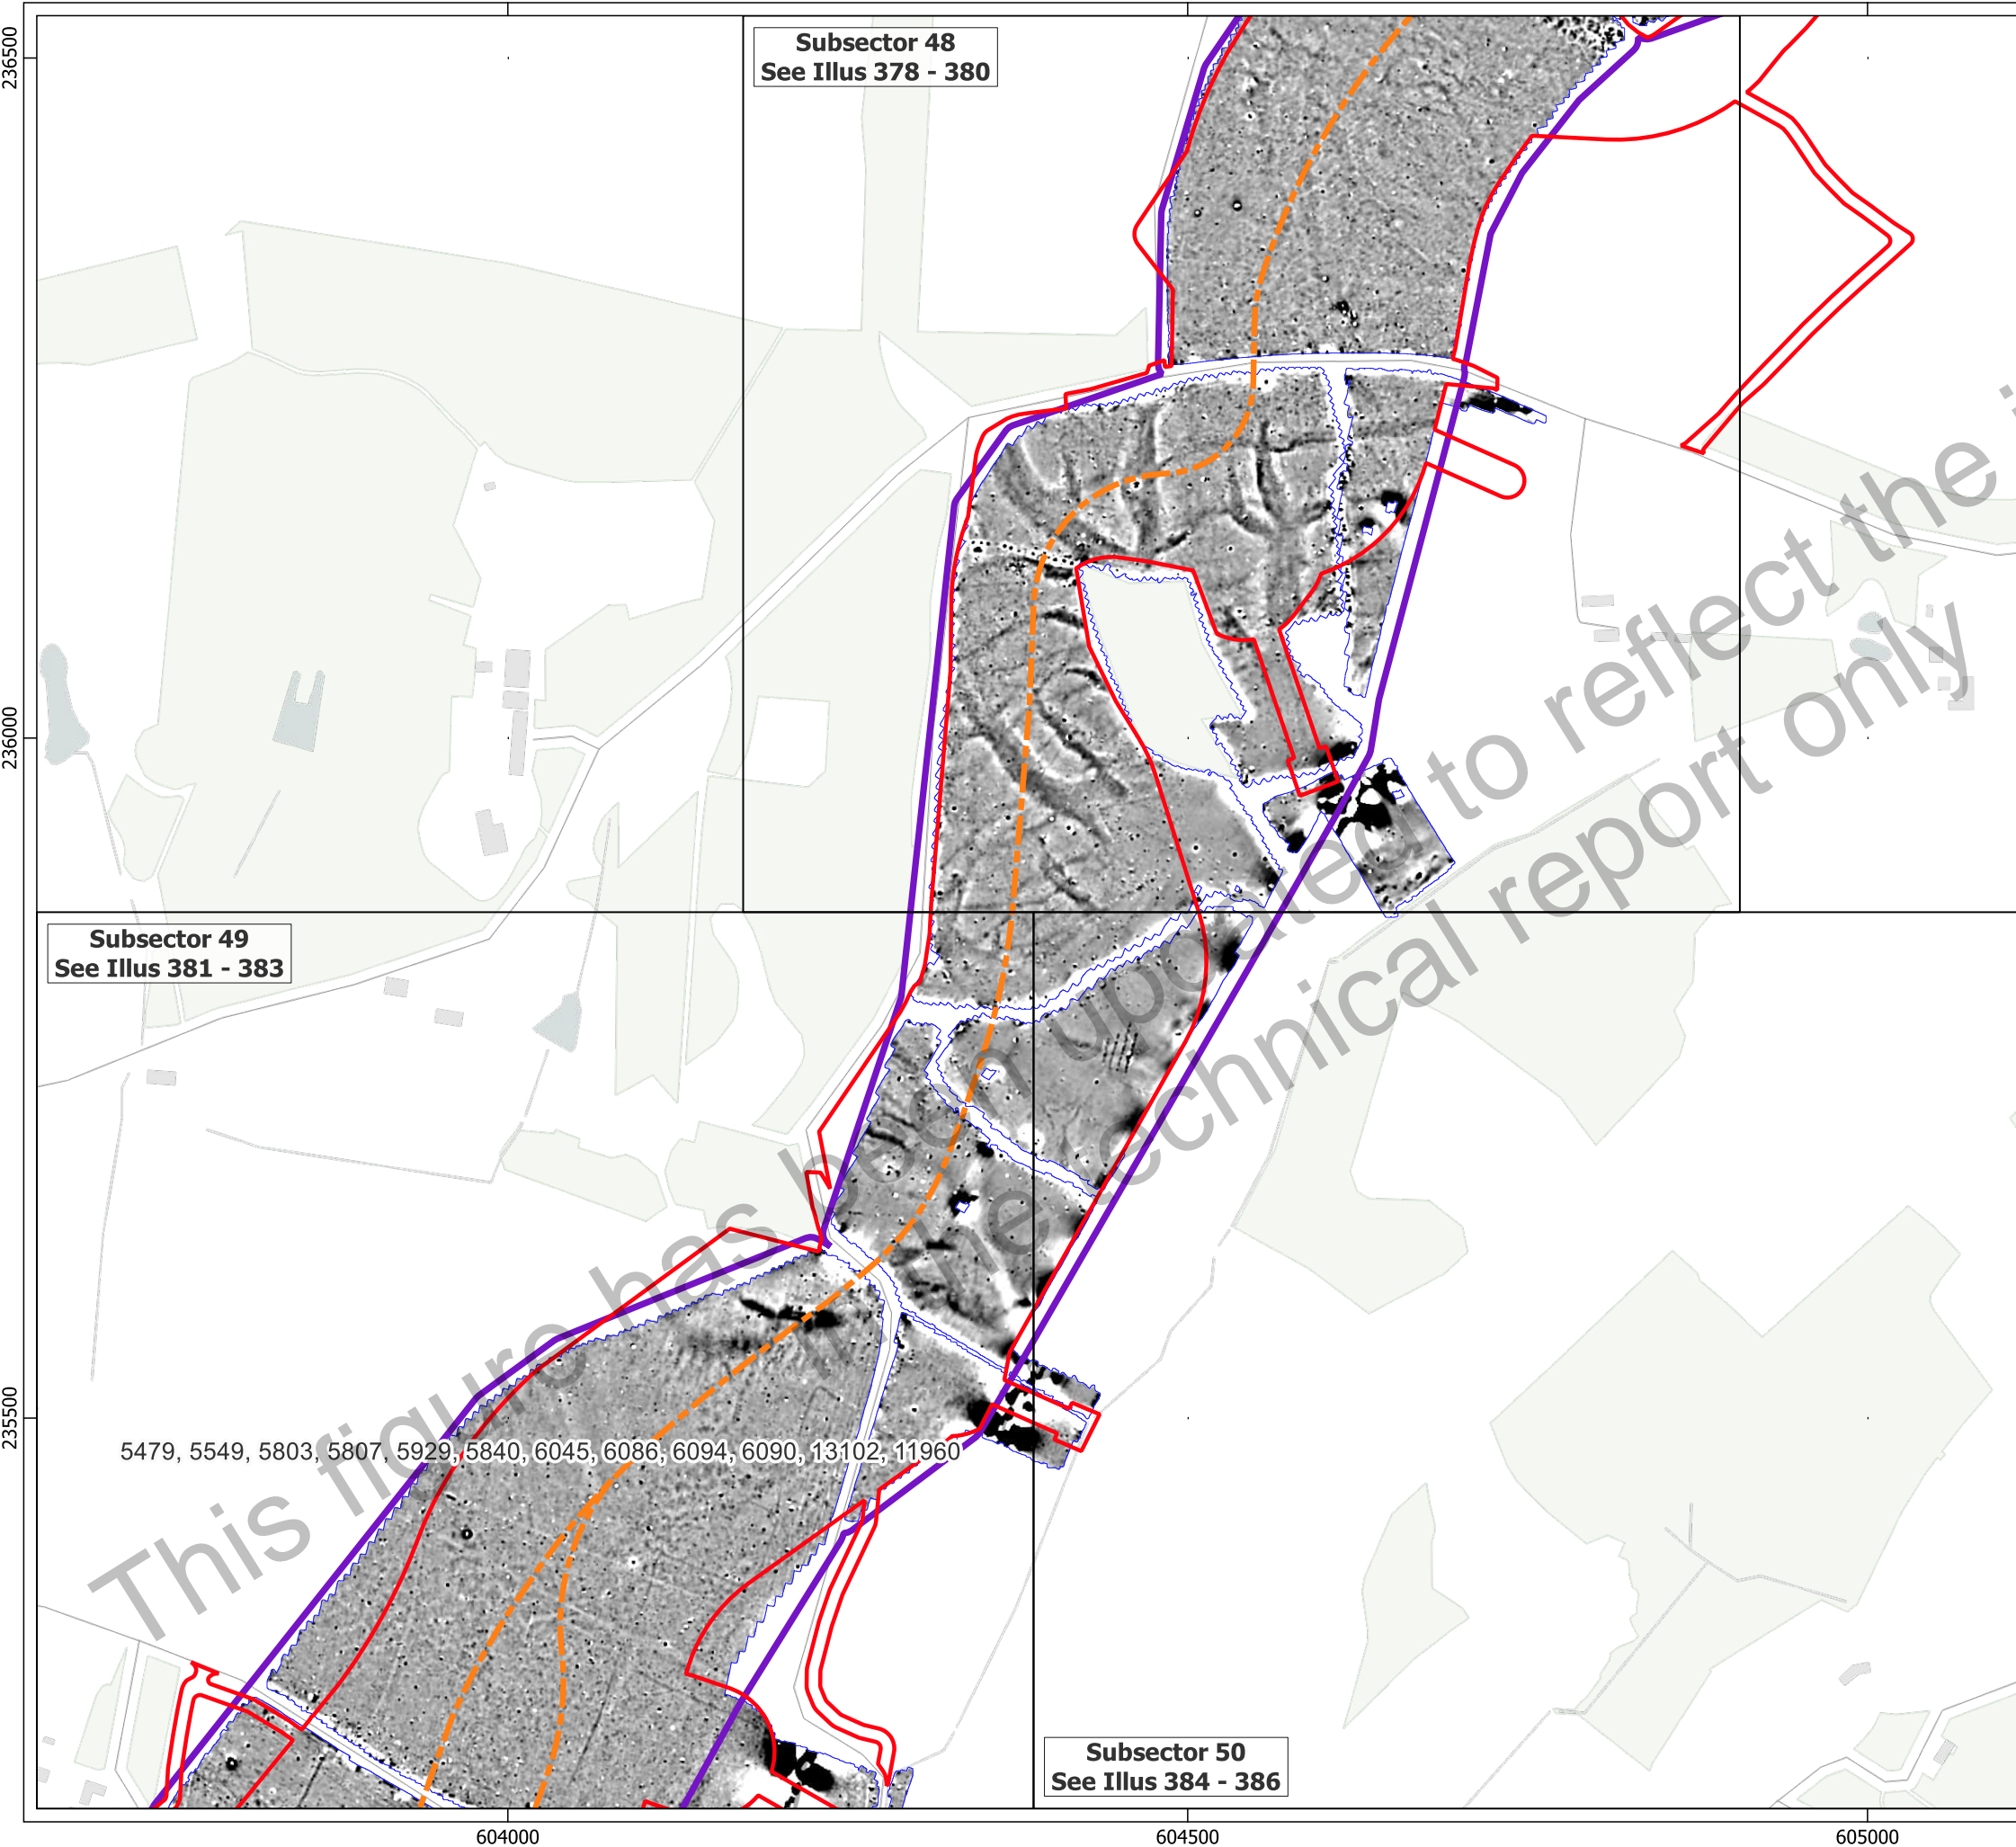 236500
Subsector 48
See Illus 378 - 380
236000
Subsector 49
See Illus 381 - 383
This figure has been updated to reflect the
in the technical report only
235500
5479, 5549, 5803, 5807, 5929, 5840, 6045, 6086, 6094, 6090, 13102, 11960
Subsector 50
See Illus 384 - 386
604000
604500
605000